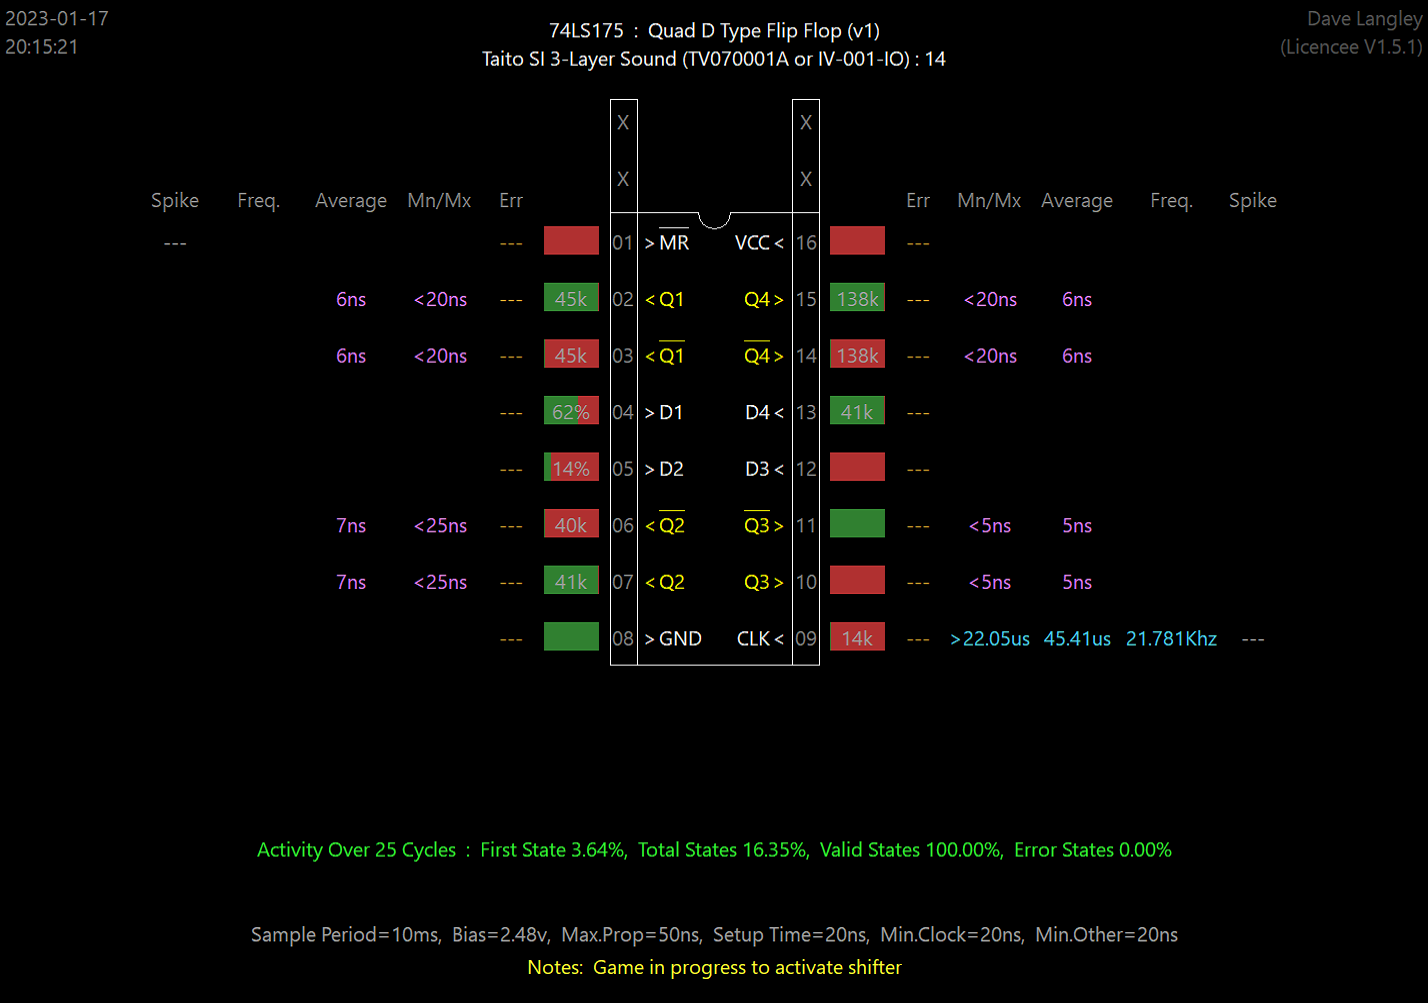 2023-01-17
20:15:21
74LS175 : Quad D Type Flip Flop (v1)
Taito SI 3-Layer Sound (TV070001A or IV-001-IO) : 14
Dave Langley
(Licencee V1.5.1)
X X
X X
Spike Freq. Average Mn/Mx Err Err Mn/Mx Average Freq. Spike
--- --- 01 > MR VCC < 16 ---
6ns <20ns --- 45k 02 < Q1 Q4 > 15 138k --- <20ns 6ns
6ns <20ns --- 45k 03 < Q1 Q4 > 14 138k --- <20ns 6ns
--- 62% 04 > D1 D4 < 13 41k ---
--- 14% 05 > D2 D3 < 12 ---
7ns <25ns --- 40k 06 < Q2 Q3 > 11 --- <5ns 5ns
7ns <25ns --- 41k 07 < Q2 Q3 > 10 --- <5ns 5ns
--- 08 > GND CLK < 09 14k --- >22.05us 45.41us 21.781Khz ---
Activity Over 25 Cycles : First State 3.64%, Total States 16.35%, Valid States 100.00%, Error States 0.00%
Sample Period=10ms, Bias=2.48v, Max.Prop=50ns, Setup Time=20ns, Min.Clock=20ns, Min.Other=20ns
Notes: Game in progress to activate shifter